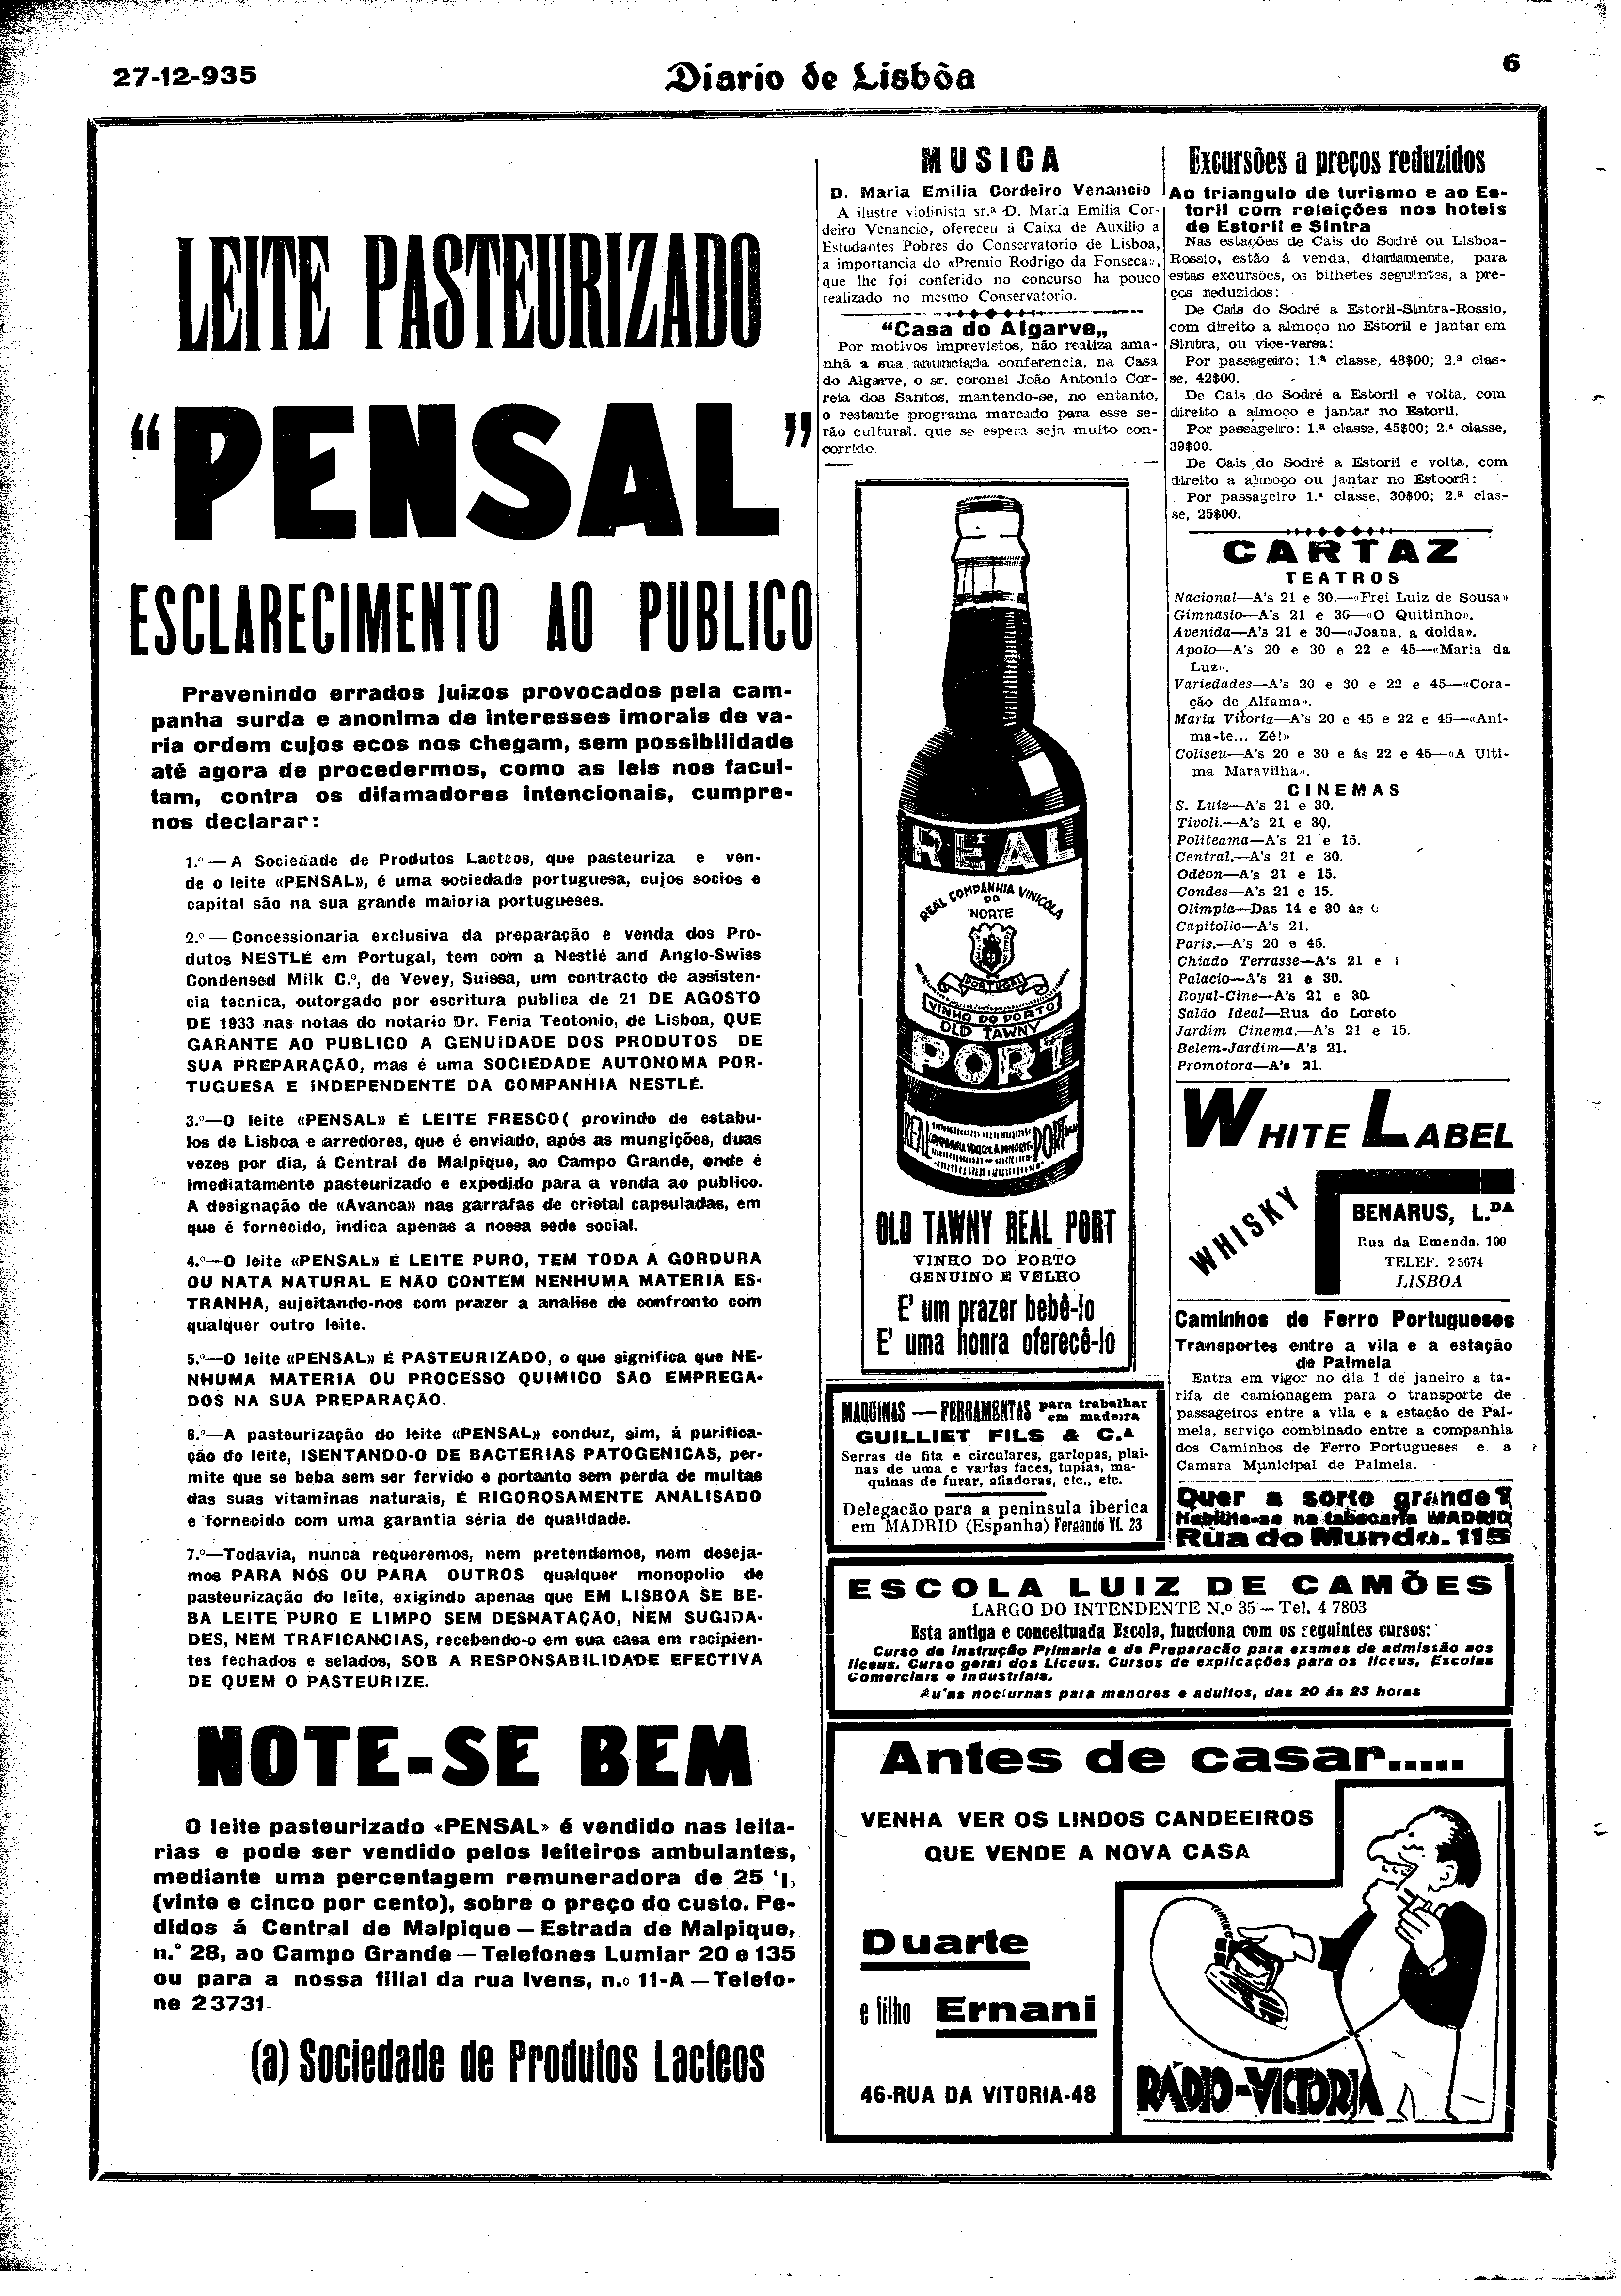 27-12-935
Diario de Lisbôa
6
LEITE PASTEURIZADO
“PENSAL”
ESCLARECIMENTO AO PUBLICO
Prevenindo errados juizos provocados pela cam-
panha surda e anonima de interesses imorais de va-
ria ordem cujos ecos nos chegam, sem possibilidade
até agora de procedermos, como as leis nos facul-
tam, contra os difamadores intencionais, cumpre-
nos declarar:
1.º — A Sociedade de Produtos Lacteos, que pasteuriza e ven-
de o leite «PENSAL», é uma sociedade portuguesa, cujos socios e
capital são na sua grande maioria portugueses.
2.º — Concessionaria exclusiva da preparação e venda dos Pro-
dutos NESTLÉ em Portugal, tem com a Nestlé and Anglo-Swiss
Condensed Milk C.º, de Vevey, Suissa, um contracto de assisten-
cia tecnica, outorgado por escritura publica de 21 DE AGOSTO
DE 1933 nas notas do notario Dr. Feria Teotonio, de Lisboa, QUE
GARANTE AO PUBLICO A GENUIDADE DOS PRODUTOS DE
SUA PREPARAÇÃO, mas é uma SOCIEDADE AUTONOMA POR-
TUGUESA E INDEPENDENTE DA COMPANHIA NESTLÉ.
3.º—O leite «PENSAL» É LEITE FRESCO( provindo de estabu-
los de Lisboa e arredores, que é enviado, após as mungições, duas
vezes por dia, á Central de Malpique, ao Campo Grande, onde é
imediatamente pasteurizado e expedido para a venda ao publico.
A designação de «Avanca» nas garrafas de cristal capsuladas, em
que é fornecido, indica apenas a nossa sede social.
4.º—O leite «PENSAL» É LEITE PURO, TEM TODA A GORDURA
OU NATA NATURAL E NÃO CONTEM NENHUMA MATERIA ES-
TRANHA, sujeitando-nos com prazer a analise de confronto com
qualquer outro leite.
5.º—O leite «PENSAL» É PASTEURIZADO, o que significa que NE-
NHUMA MATERIA OU PROCESSO QUIMICO SÃO EMPREGA-
DOS NA SUA PREPARAÇÃO.
6.º—A pasteurização do leite «PENSAL» conduz, sim, á purifica-
ção do leite, ISENTANDO-O DE BACTERIAS PATOGENICAS, per-
mite que se beba sem ser fervido e portanto sem perda de muitas
das suas vitaminas naturais, É RIGOROSAMENTE ANALISADO
e fornecido com uma garantia séria de qualidade.
7.º—Todavia, nunca requeremos, nem pretendemos, nem deseja-
mos PARA NÓS OU PARA OUTROS qualquer monopolio de
pasteurização do leite, exigindo apenas que EM LISBOA SE BE-
BA LEITE PURO E LIMPO SEM DESNATAÇÃO, NEM SUGIDA-
DES, NEM TRAFICANCIAS, recebendo-o em sua casa em recipien-
tes fechados e selados, SOB A RESPONSABILIDADE EFECTIVA
DE QUEM O PASTEURIZE.
NOTE-SE BEM
O leite pasteurizado «PENSAL» é vendido nas leita-
rias e pode ser vendido pelos leiteiros ambulantes,
mediante uma percentagem remuneradora de 25
(vinte e cinco por cento), sobre o preço do custo. Pe-
didos á Central de Malpique — Estrada de Malpique,
n.º 28, ao Campo Grande — Telefones Lumiar 20 e 135
ou para a nossa filial da rua Ivens, n.º 11-A — Telefo-
ne 23731.
(a) Sociedade de Produtos Lacteos
MUSICA
D. Maria Emilia Cordeiro Venancio
A ilustre violinista sr.ª D. Maria Emilia Cor-
deiro Venancio, ofereceu á Caixa de Auxilio a
Estudantes Pobres do Conservatorio de Lisboa,
a importancia do «Premio Rodrigo da Fonseca»,
que lhe foi conferido no concurso ha pouco
realizado no mesmo Conservatorio.
“Casa do Algarve„
Por motivos imprevistos, não realiza ama-
nhã a sua anunciada conferencia, na Casa
do Algarve, o sr. coronel João Antonio Cor-
reia dos Santos, mantendo-se, no entanto,
o restante programa marcado para esse se-
rão cultural, que se espera seja muito con-
corrido.
REAL
REAL COMPANHIA VINICOLA
DO
NORTE
PORTUGAL
VINHO DO PORTO
OLD TAWNY
PORT
REAL
PORT
OLD TAWNY REAL PORT
VINHO DO PORTO
GENUINO E VELHO
E' um prazer bebê-lo
E' uma honra oferecê-lo
MAQUINAS — FERRAMENTAS para trabalhar
em madeira
GUILLIET FILS & C.ª
Serras de fita e circulares, garlopas, plai-
nas de uma e varias faces, tupias, ma-
quinas de furar, afiadoras, etc., etc.
Delegacão para a peninsula iberica
em MADRID (Espanha) Fernando VI. 23
Excursões a preços reduzidos
Ao triangulo de turismo e ao Es-
toril com releições nos hoteis
de Estoril e Sintra
Nas estações de Cais do Sodré ou Lisboa-
Rossio, estão á venda, diariamente, para
estas excursões, os bilhetes seguintes, a pre-
ços reduzidos:
De Cais do Sodré a Estoril-Sintra-Rossio,
com direito a almoço no Estoril e jantar em
Sintra, ou vice-versa:
Por passageiro: 1.ª classe, 48$00; 2.ª clas-
se, 42$00.
De Cais do Sodré a Estoril e volta, com
direito a almoço e jantar no Estoril.
Por passageiro: 1.ª classe, 45$00; 2.ª classe,
39$00.
De Cais do Sodré a Estoril e volta, com
direito a almoço ou jantar no Estoorfi:
Por passageiro 1.ª classe, 30$00; 2.ª clas-
se, 25$00.
CARTAZ
TEATROS
Nacional—A's 21 e 30.—«Frei Luiz de Sousa»
Gimnasio—A's 21 e 30—«O Quitinho».
Avenida—A's 21 e 30—«Joana, a doida».
Apolo—A's 20 e 30 e 22 e 45—«Maria da
Luz».
Variedades—A's 20 e 30 e 22 e 45—«Cora-
ção de Alfama».
Maria Vitoria—A's 20 e 45 e 22 e 45—«Ani-
ma-te... Zé!»
Coliseu—A's 20 e 30 e ás 22 e 45—«A Ulti-
ma Maravilha».
CINEMAS
S. Luiz—A's 21 e 30.
Tivoli.—A's 21 e 30.
Politeama—A's 21 e 15.
Central.—A's 21 e 30.
Odéon—A's 21 e 15.
Condes—A's 21 e 15.
Olimpia—Das 14 e 30 ás
Capitolio—A's 21.
Paris.—A's 20 e 45.
Chiado Terrasse—A's 21 e
Palacio—A's 21 e 30.
Royal-Cine—A's 21 e 30.
Salão Ideal—Rua do Loreto
Jardim Cinema.—A's 21 e 15.
Belem-Jardim—A's 21.
Promotora—A's 21.
WHITE LABEL
WHISKY
BENARUS, L.DA
Rua da Emenda. 100
TELEF. 25674
LISBOA
Caminhos de Ferro Portugueses
Transportes entre a vila e a estação
de Palmela
Entra em vigor no dia 1 de janeiro a ta-
rifa de camionagem para o transporte de
passageiros entre a vila e a estação de Pal-
mela, serviço combinado entre a companhia
dos Caminhos de Ferro Portugueses e a
Camara Municipal de Palmela.
Quer a sorte grande?
Habilite-se na tabacaria MADRID
Rua do Mundo. 115
ESCOLA LUIZ DE CAMÕES
LARGO DO INTENDENTE N.º 35 — Tel. 4 7803
Esta antiga e conceituada Escola, funciona com os seguintes cursos:
Curso de Instrução Primaria e de Preparacão para exames de admissão aos
liceus. Curso geral dos Liceus. Cursos de explicações para os liceus, Escolas
Comerciais e Industriais.
Au'as nocturnas para menores e adultos, das 20 ás 23 horas
Antes de casar.....
VENHA VER OS LINDOS CANDEEIROS
QUE VENDE A NOVA CASA
Duarte
e filho Ernani
46-RUA DA VITORIA-48
RÁDIO-VICTORIA